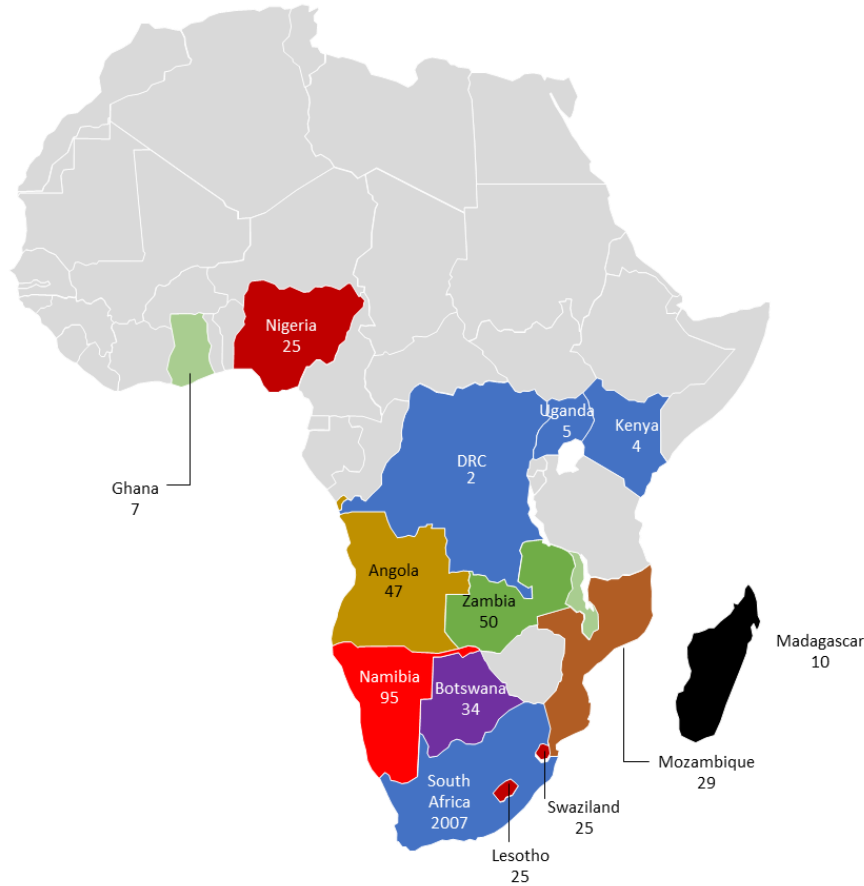 Nigeria
25
Uganda
5
Kenya
4
DRC
2
Ghana
7
Angola
47
Zambia
50
Madagascar
10
Namibia
95
Botswana
34
Mozambique
29
South
Africa
2007
Swaziland
25
Lesotho
25